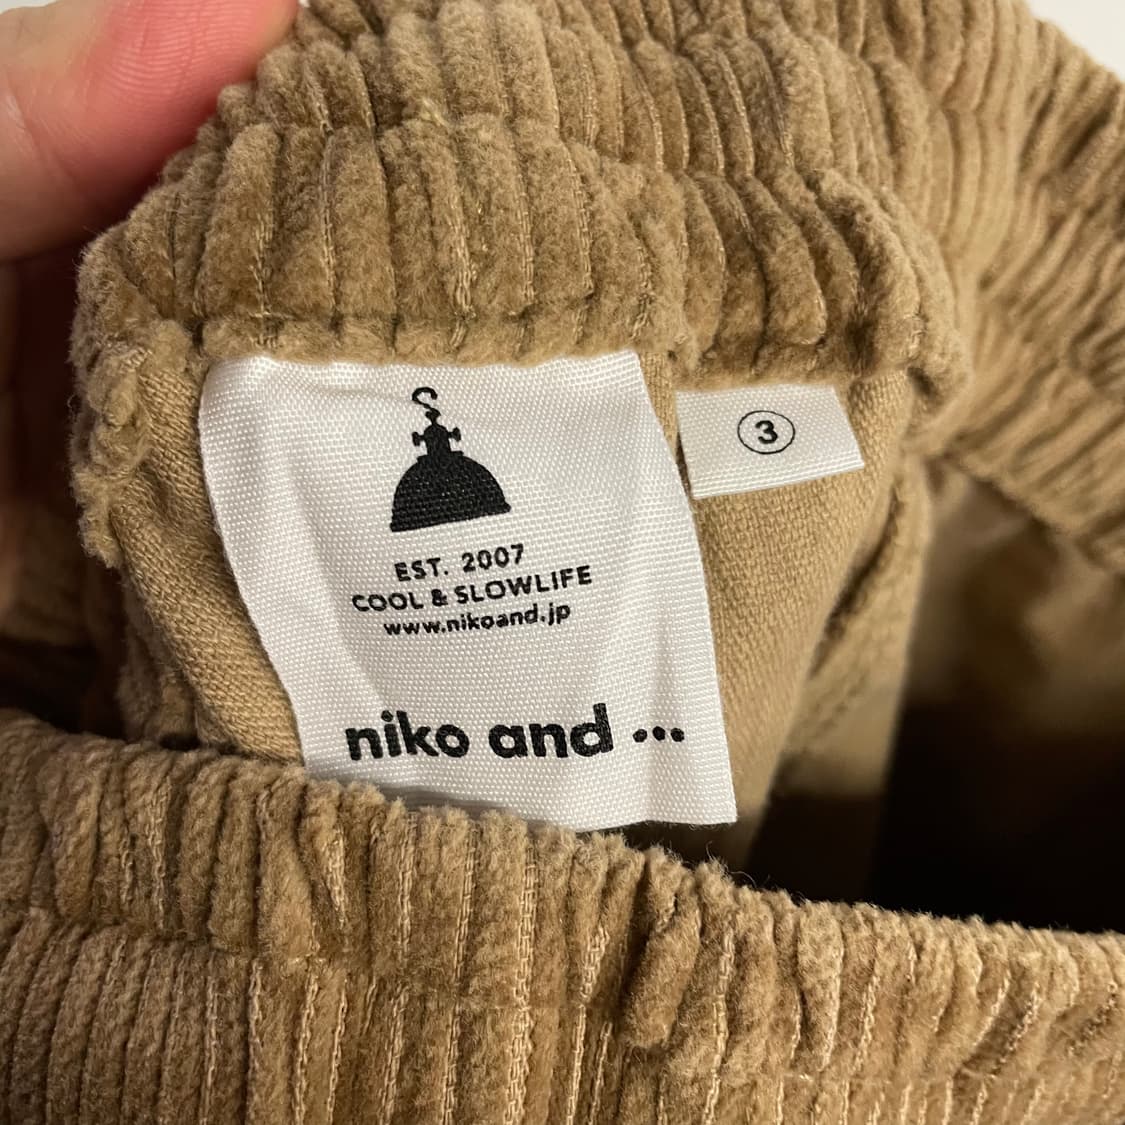 EST. 2007
COOL & SLOWLIFE
www.nikoand.jp
niko and ...
3